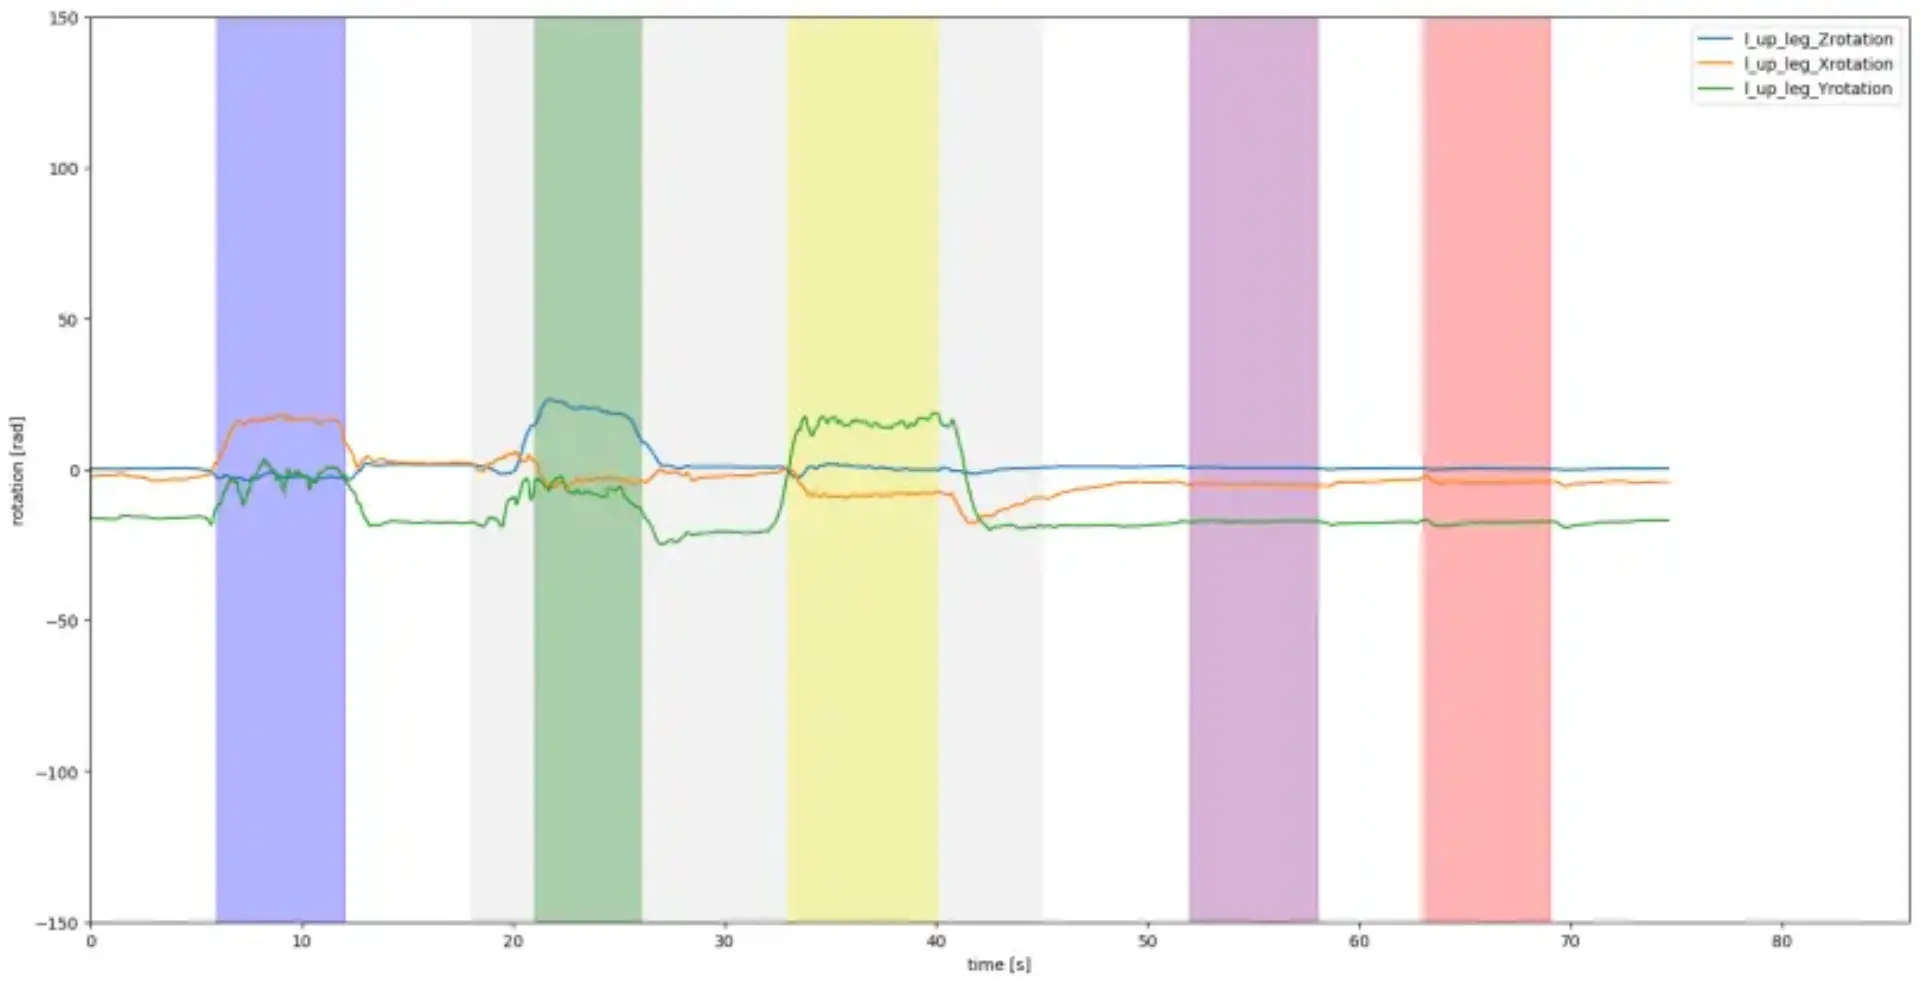 150
100
50
0
−50
−100
−150
rotation [rad]
l_up_leg_Zrotation
l_up_leg_Xrotation
l_up_leg_Yrotation
0 10 20 30 40 50 60 70 80
time [s]